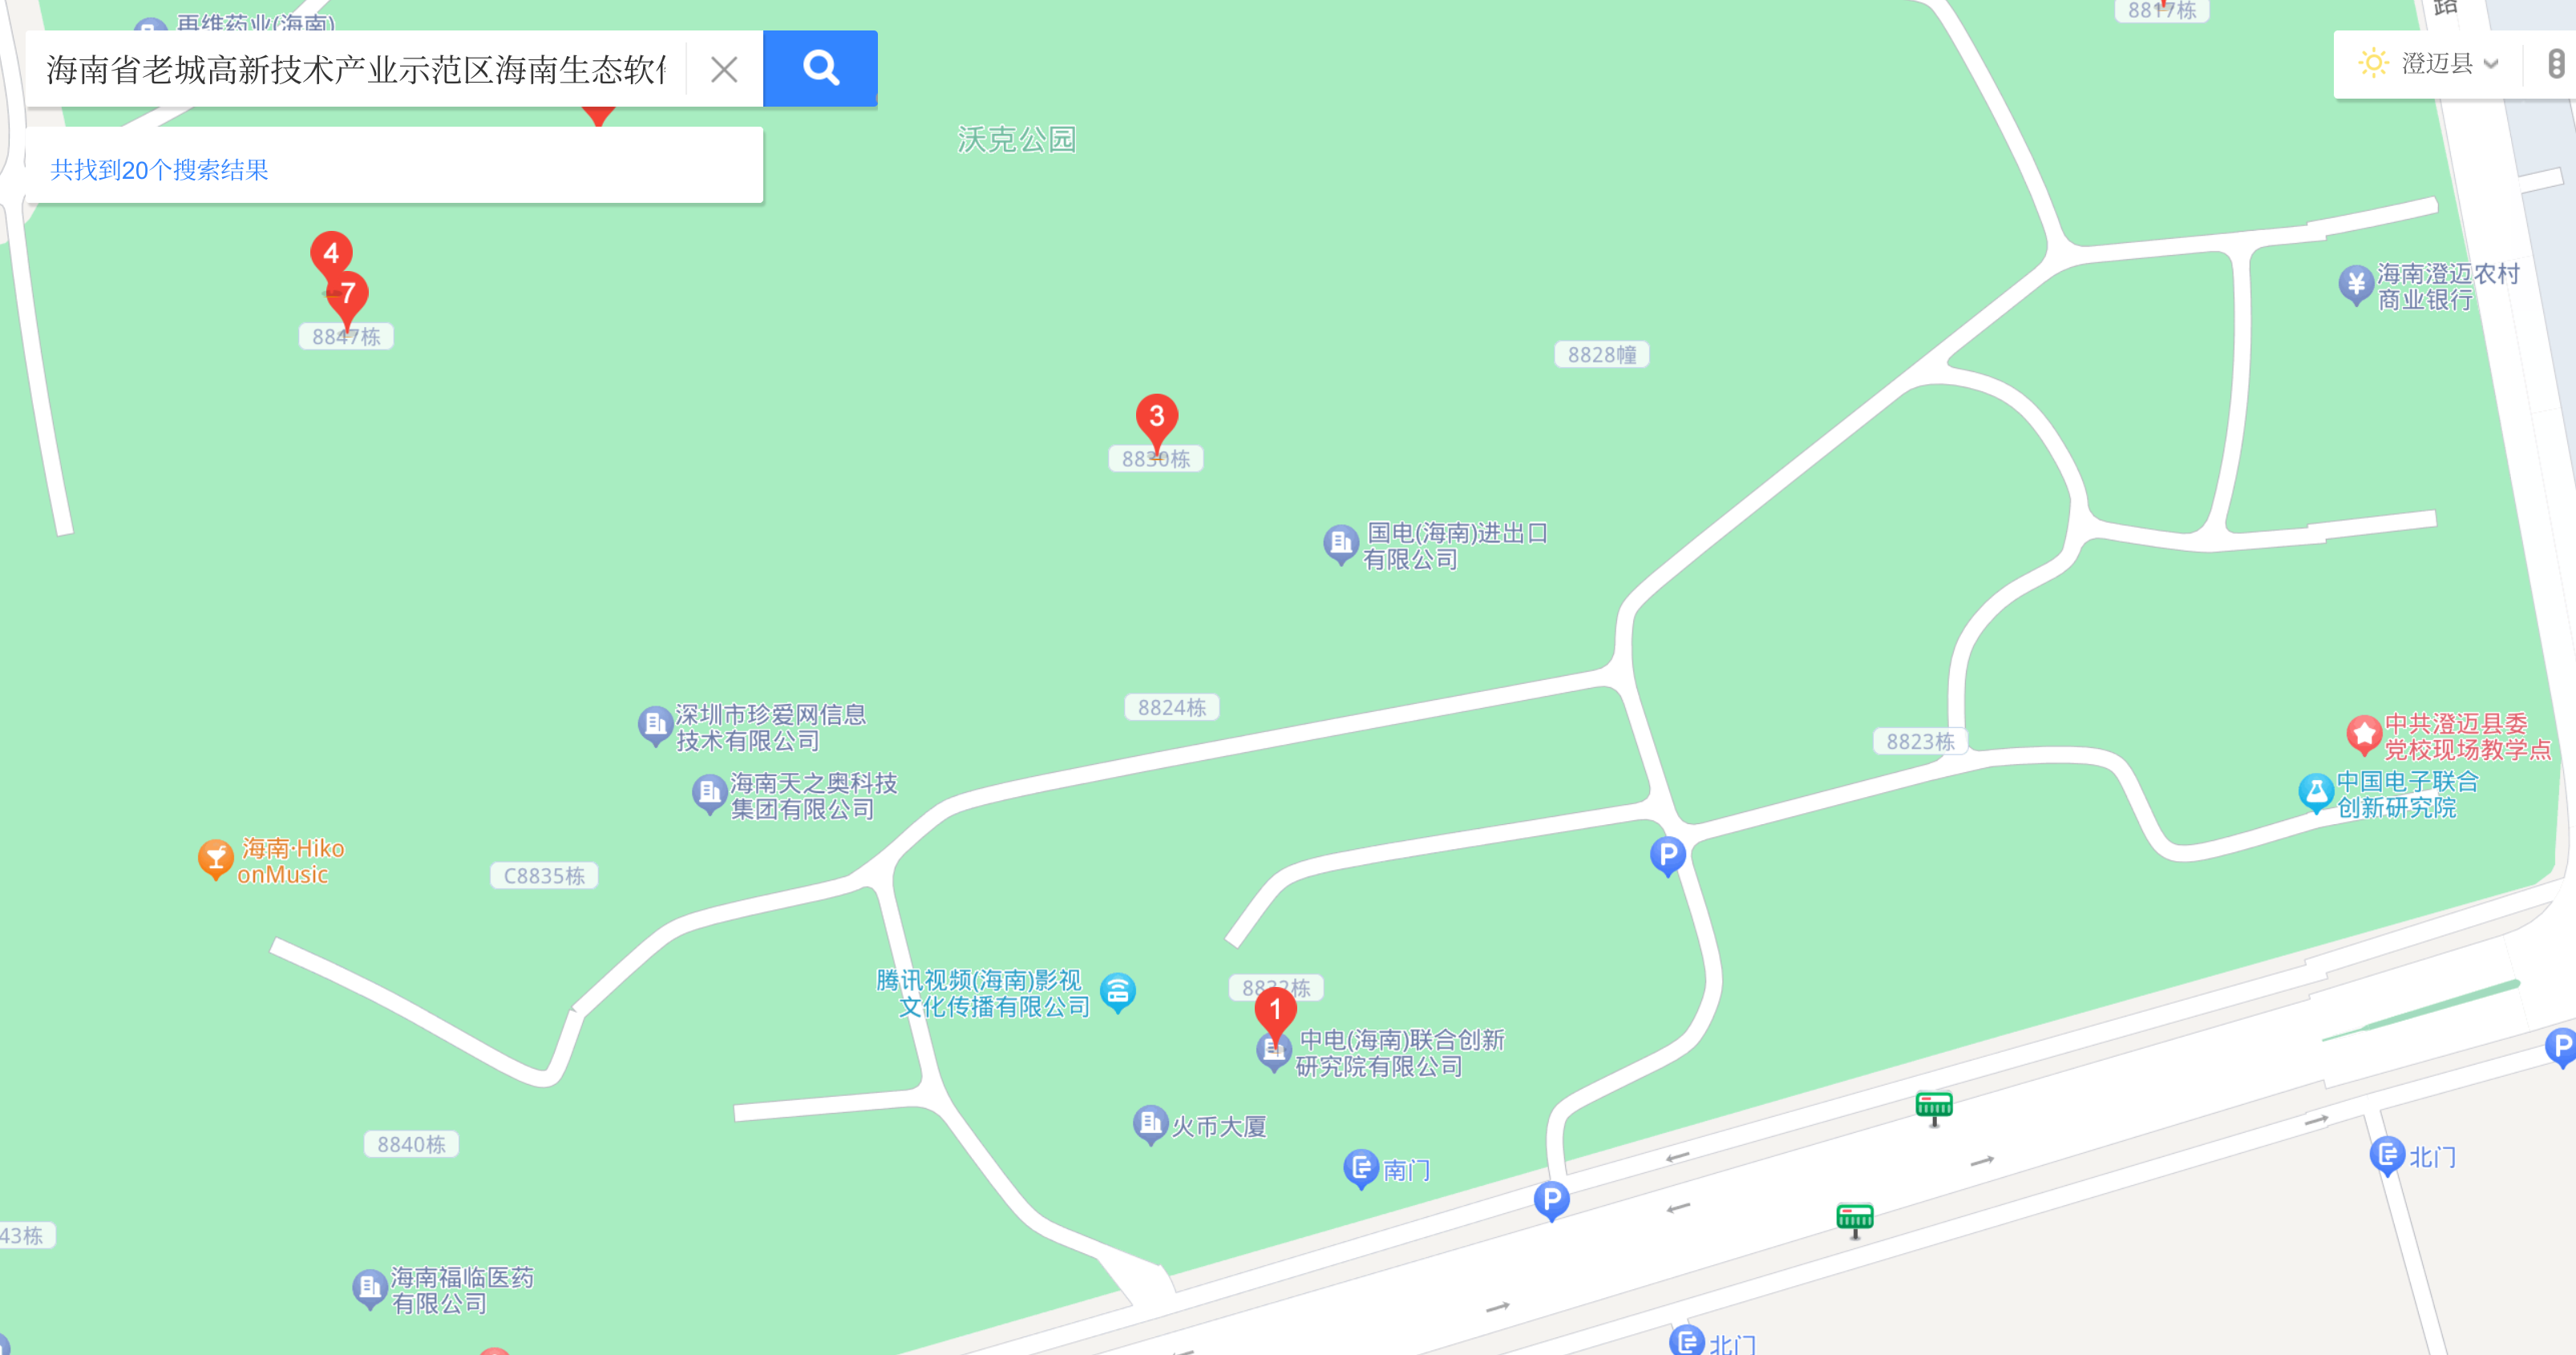 再维药业(海南)
8817栋
路
海南省老城高新技术产业示范区海南生态软
澄迈县
沃克公园
共找到20个搜索结果
4
7
8847栋
海南澄迈农村
商业银行
8828幢
3
8830栋
国电(海南)进出口
有限公司
8824栋
深圳市珍爱网信息
技术有限公司
8823栋
中共澄迈县委
党校现场教学点
海南天之奥科技
集团有限公司
中国电子联合
创新研究院
海南·Hiko
onMusic
C8835栋
P
腾讯视频(海南)影视
文化传播有限公司
8832栋
1
中电(海南)联合创新
研究院有限公司
P
火币大厦
8840栋
南门
北门
P
43栋
海南福临医药
有限公司
北门